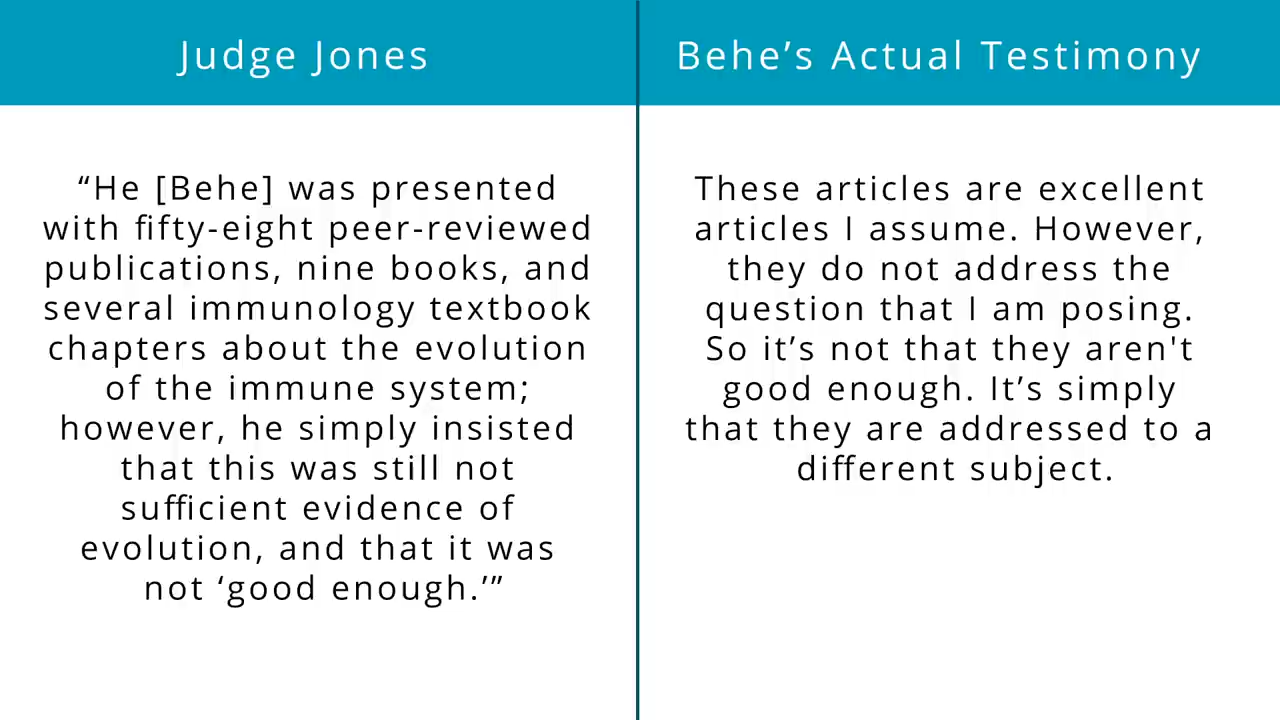 Judge Jones
“He [Behe] was presented
with fifty-eight peer-reviewed
publications, nine books, and
several immunology textbook
chapters about the evolution
of the immune system;
however, he simply insisted
that this was still not
sufficient evidence of
evolution, and that it was
not ‘good enough.’”
Behe’s Actual Testimony
These articles are excellent
articles I assume. However,
they do not address the
question that I am posing.
So it’s not that they aren't
good enough. It’s simply
that they are addressed to a
different subject.